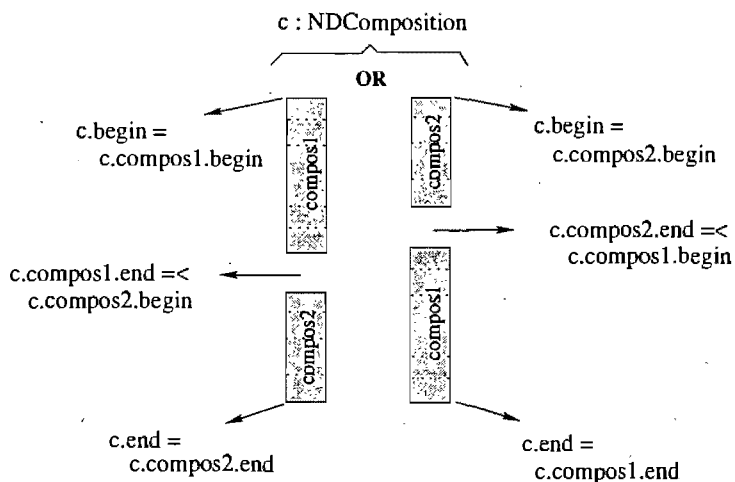 c : NDComposition
OR
c.begin =
c.compos1.begin
compos1
compos2
c.begin =
c.compos2.begin
c.compos2.end =<
c.compos1.begin
c.compos1.end =<
c.compos2.begin
compos2
compos1
c.end =
c.compos2.end
c.end =
c.compos1.end